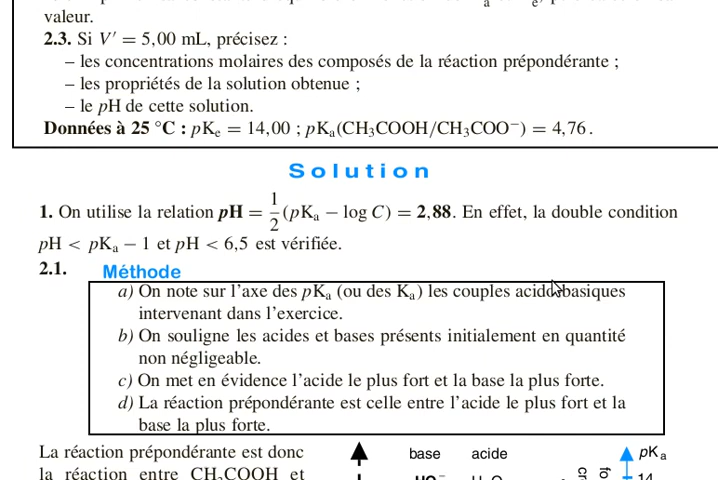 valeur.
2.3. Si V′ = 5,00 mL, précisez :
– les concentrations molaires des composés de la réaction prépondérante ;
– les propriétés de la solution obtenue ;
– le pH de cette solution.
Données à 25 °C : pKₑ = 14,00 ; pKₐ(CH₃COOH/CH₃COO⁻) = 4,76.
Solution
1. On utilise la relation pH = 1/2 (pKₐ − log C) = 2,88. En effet, la double condition
pH < pKₐ − 1 et pH < 6,5 est vérifiée.
2.1. Méthode
a) On note sur l'axe des pKₐ (ou des Kₐ) les couples acido-basiques
intervenant dans l'exercice.
b) On souligne les acides et bases présents initialement en quantité
non négligeable.
c) On met en évidence l'acide le plus fort et la base la plus forte.
d) La réaction prépondérante est celle entre l'acide le plus fort et la
base la plus forte.
La réaction prépondérante est donc
la réaction entre CH₃COOH et
base acide pKₐ
HO⁻ H₂O 14